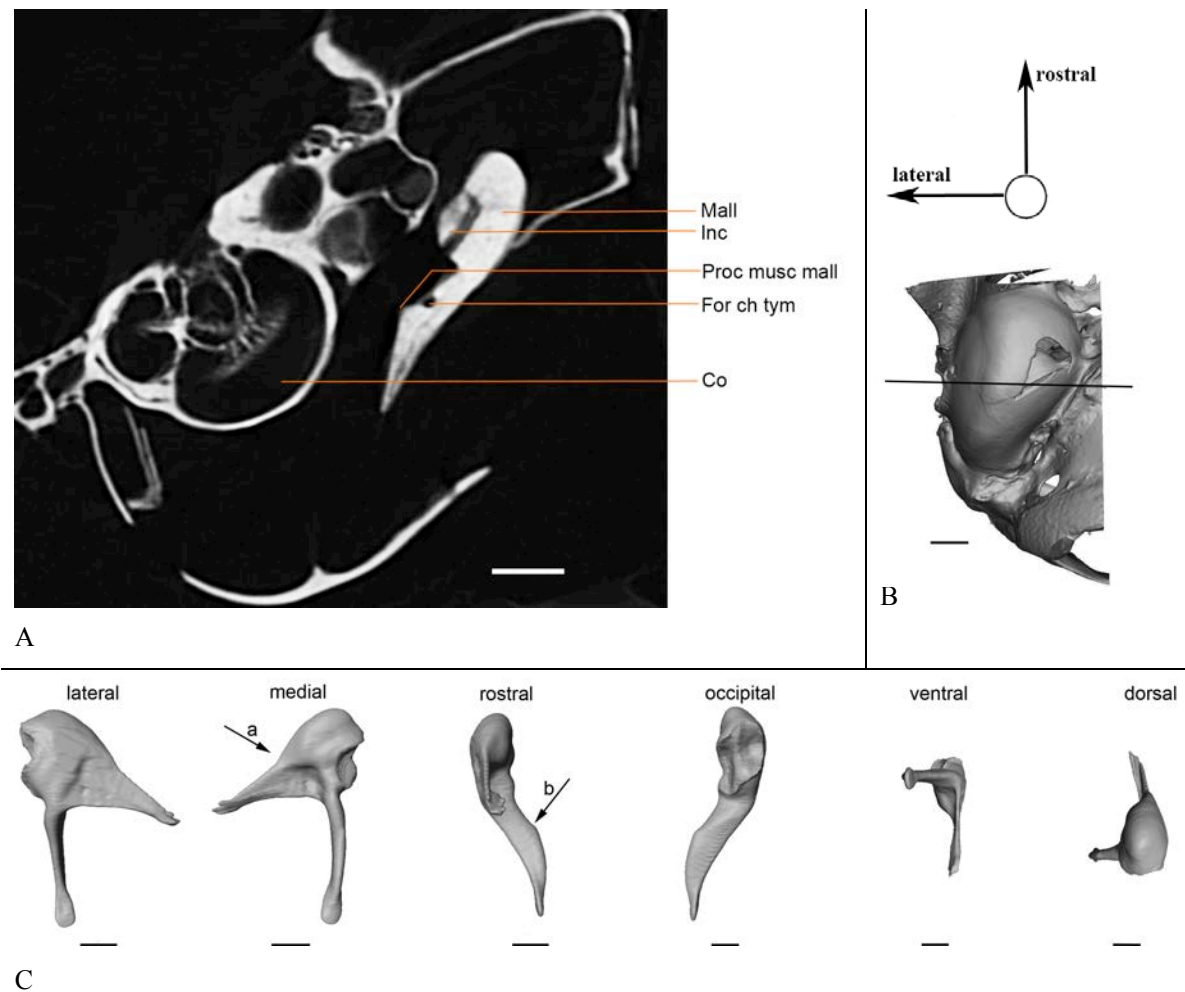 Mall
Inc
Proc musc mall
For ch tym
Co
A
rostral
lateral
B
lateral medial rostral occipital ventral dorsal
a
b
C